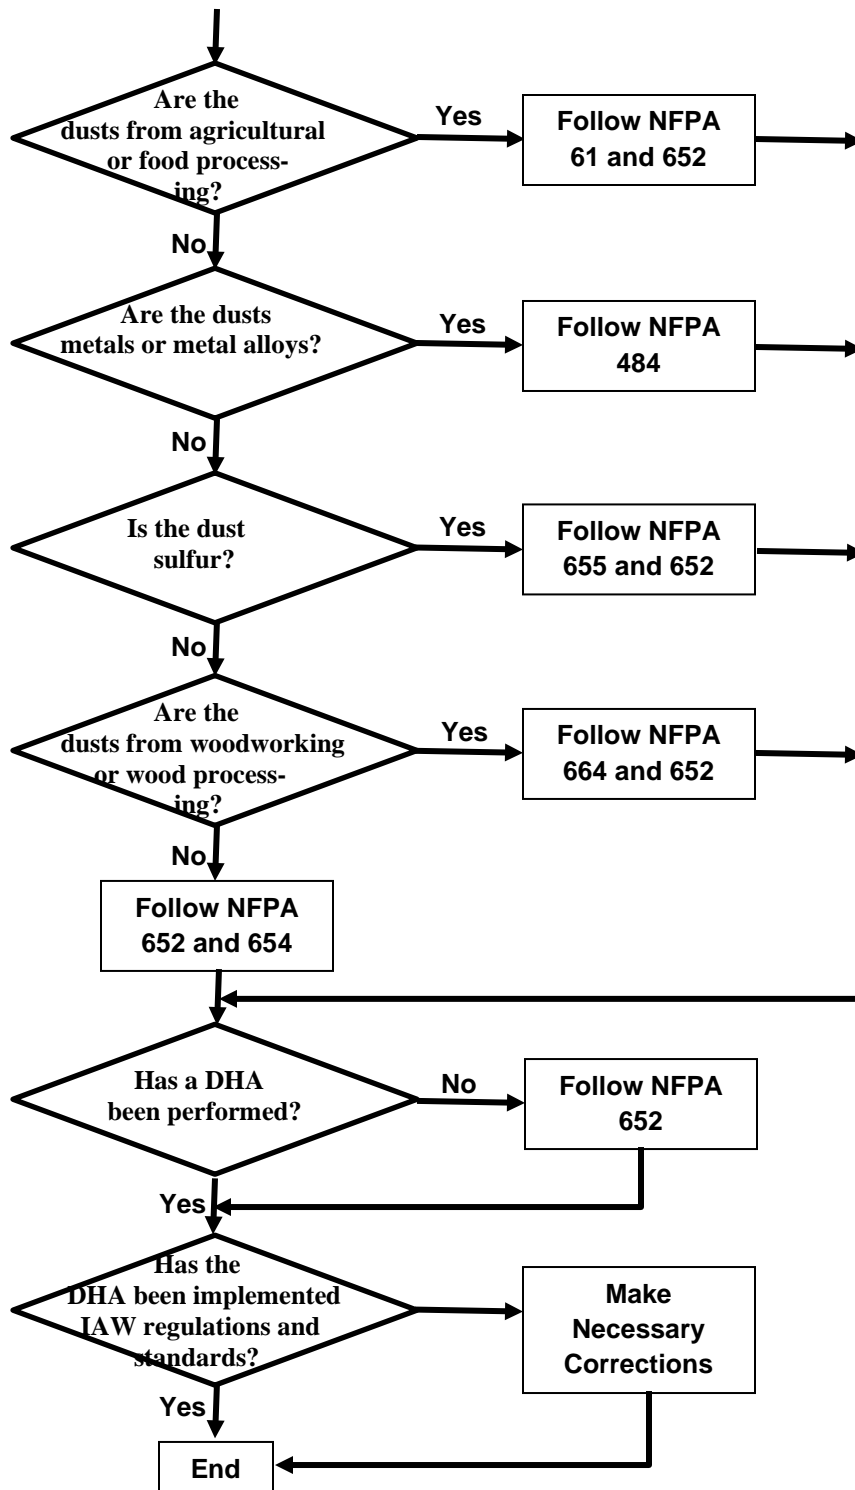 Are the
dusts from agricultural
or food process-
ing?
Yes
Follow NFPA
61 and 652
No
Are the dusts
metals or metal alloys?
Yes
Follow NFPA
484
No
Is the dust
sulfur?
Yes
Follow NFPA
655 and 652
No
Are the
dusts from woodworking
or wood process-
ing?
Yes
Follow NFPA
664 and 652
No
Follow NFPA
652 and 654
Has a DHA
been performed?
No
Follow NFPA
652
Yes
Has the
DHA been implemented
IAW regulations and
standards?
Make
Necessary
Corrections
Yes
End